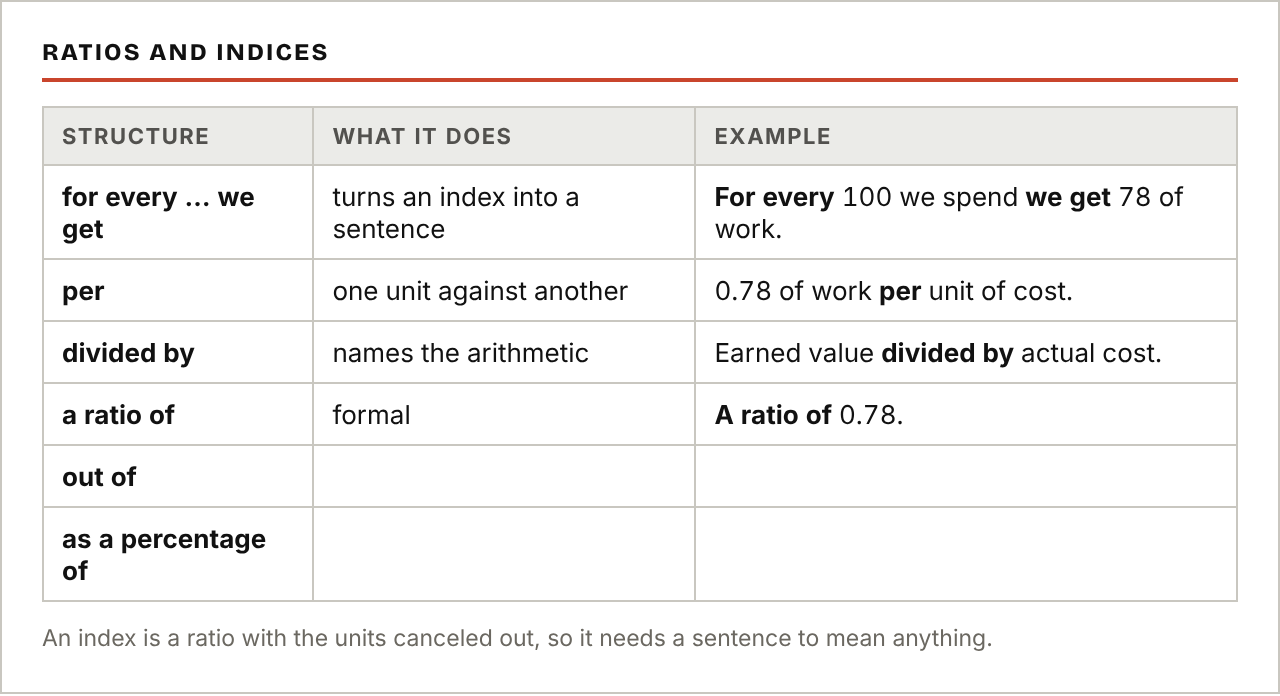 RATIOS AND INDICES
STRUCTURE
WHAT IT DOES
EXAMPLE
for every … we
get
turns an index into a
sentence
For every 100 we spend we get 78 of
work.
per
one unit against another
0.78 of work per unit of cost.
divided by
names the arithmetic
Earned value divided by actual cost.
a ratio of
formal
A ratio of 0.78.
out of
as a percentage
of
An index is a ratio with the units canceled out, so it needs a sentence to mean anything.